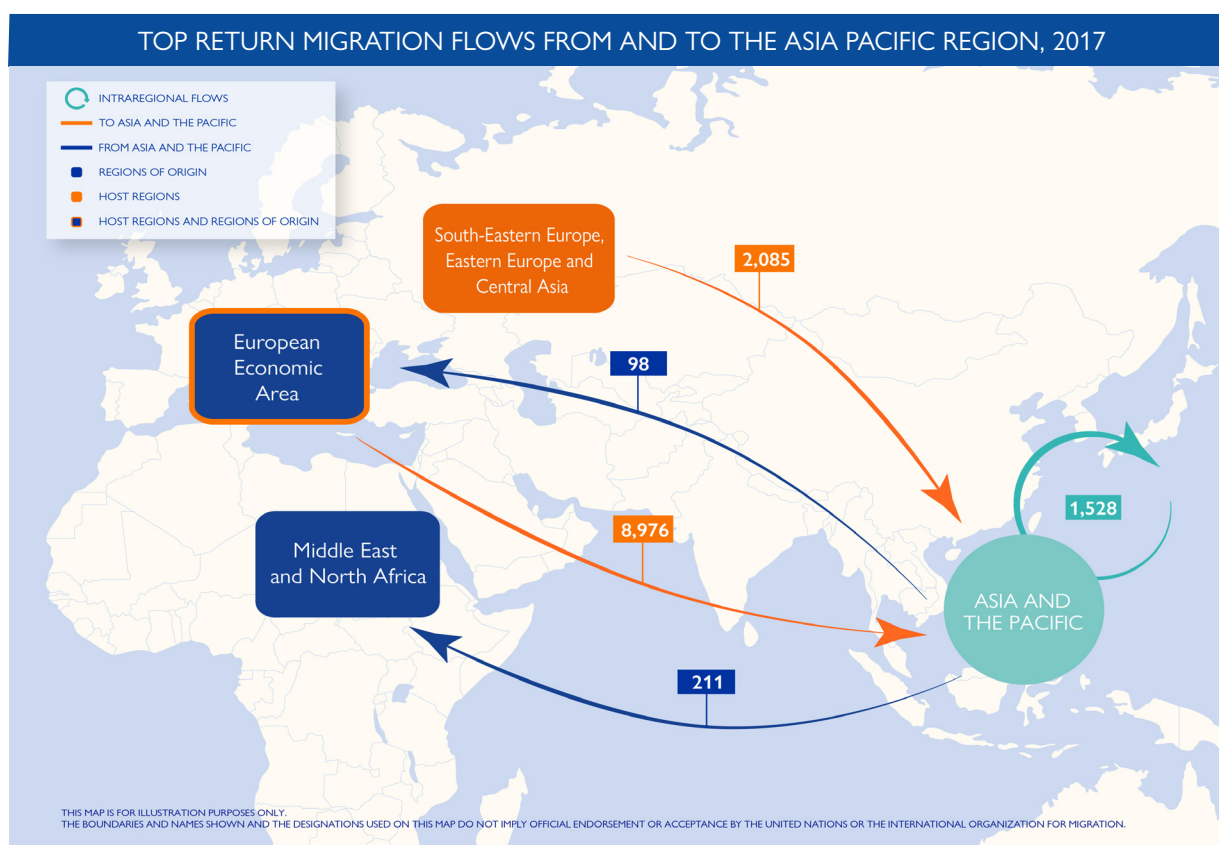 TOP RETURN MIGRATION FLOWS FROM AND TO THE ASIA PACIFIC REGION, 2017
INTRAREGIONAL FLOWS
TO ASIA AND THE PACIFIC
FROM ASIA AND THE PACIFIC
REGIONS OF ORIGIN
HOST REGIONS
HOST REGIONS AND REGIONS OF ORIGIN
South-Eastern Europe,
Eastern Europe and
Central Asia
2,085
European
Economic
Area
98
1,528
8,976
Middle East
and North Africa
ASIA AND
THE PACIFIC
211
THIS MAP IS FOR ILLUSTRATION PURPOSES ONLY.
THE BOUNDARIES AND NAMES SHOWN AND THE DESIGNATIONS USED ON THIS MAP DO NOT IMPLY OFFICIAL ENDORSEMENT OR ACCEPTANCE BY THE UNITED NATIONS OR THE INTERNATIONAL ORGANIZATION FOR MIGRATION.